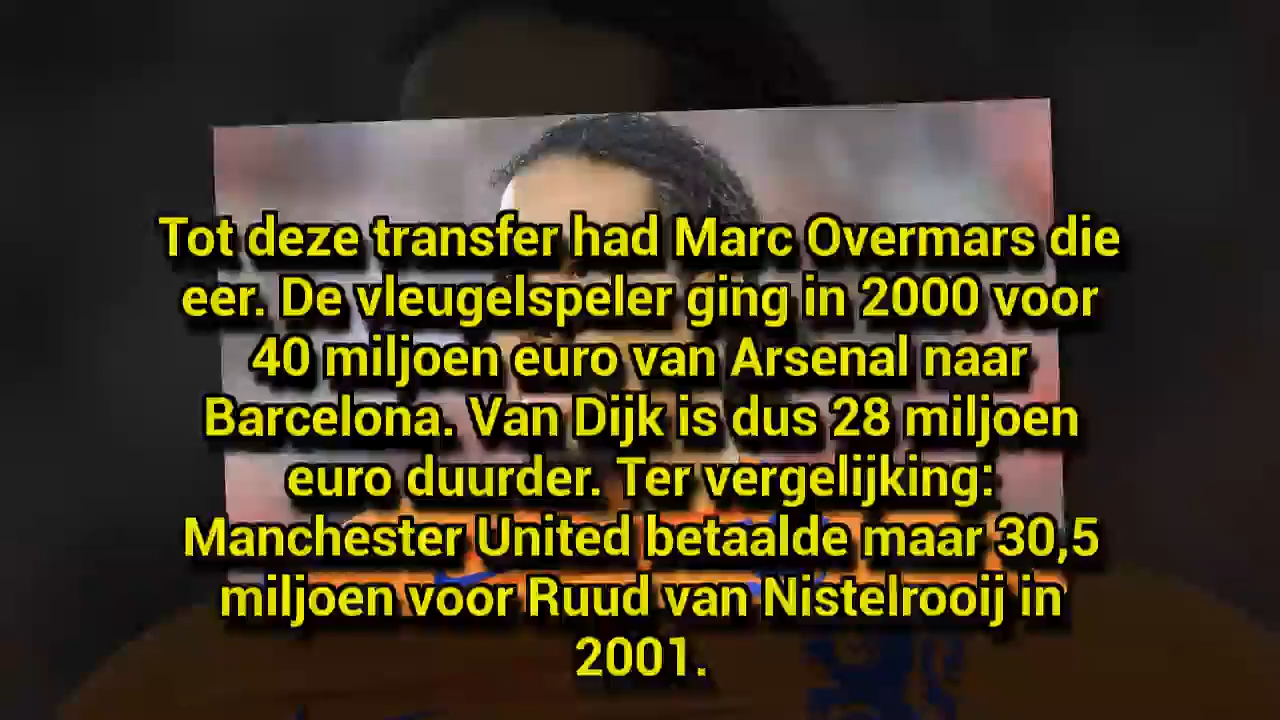 Tot deze transfer had Marc Overmars die
eer. De vleugelspeler ging in 2000 voor
40 miljoen euro van Arsenal naar
Barcelona. Van Dijk is dus 28 miljoen
euro duurder. Ter vergelijking:
Manchester United betaalde maar 30,5
miljoen voor Ruud van Nistelrooij in
2001.